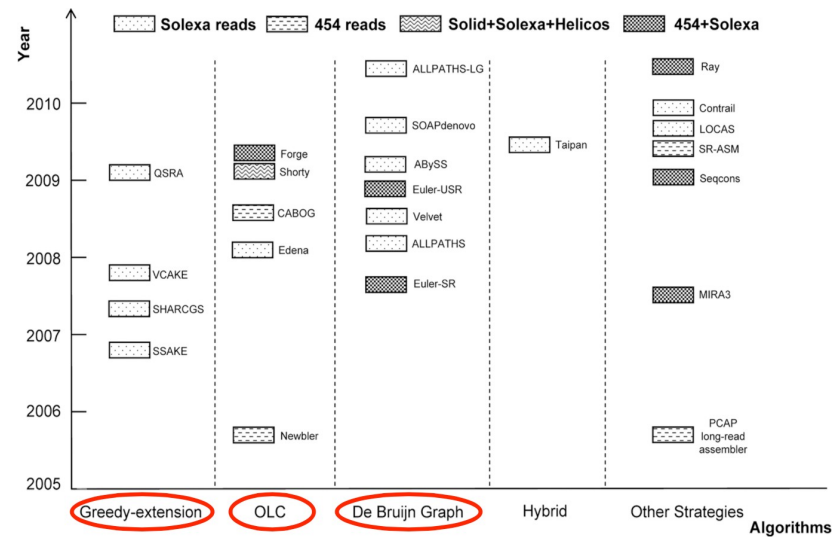 Year
Solexa reads
454 reads
Solid+Solexa+Helicos
454+Solexa
2010
2009
2008
2007
2006
2005
QSRA
VCAKE
SHARCGS
SSAKE
Forge
Shorty
CABOG
Edena
Newbler
ALLPATHS-LG
SOAPdenovo
ABySS
Euler-USR
Velvet
ALLPATHS
Euler-SR
Taipan
Ray
Contrail
LOCAS
SR-ASM
Seqcons
MIRA3
PCAP
long-read
assembler
Greedy-extension
OLC
De Bruijn Graph
Hybrid
Other Strategies
Algorithms